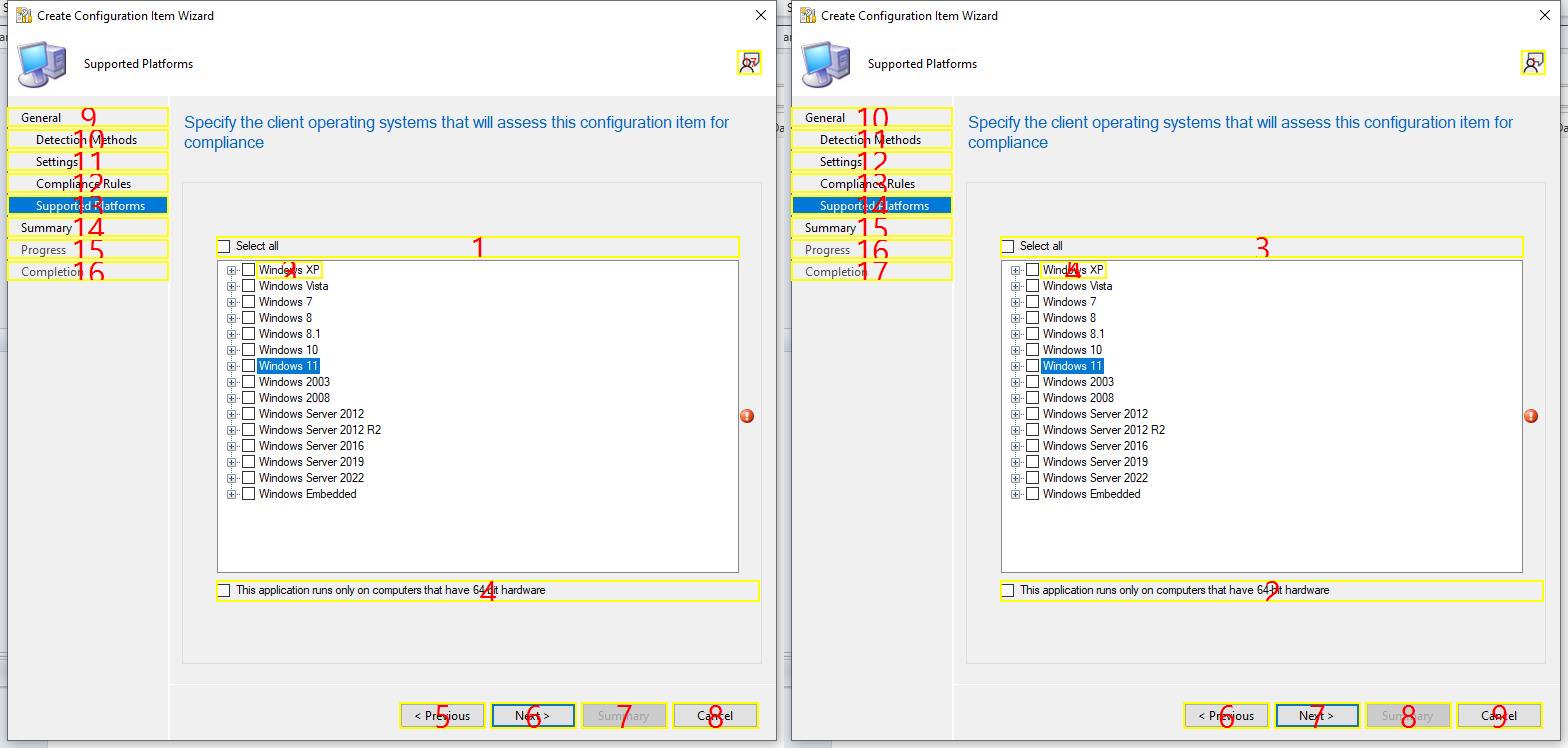 Create Configuration Item Wizard
Supported Platforms
General 9
Detection Methods 10
Settings 11
Compliance Rules 12
Supported Platforms 13
Summary 14
Progress 15
Completion 16
Specify the client operating systems that will assess this configuration item for
compliance
Select all 1
Windows XP
Windows Vista
Windows 7
Windows 8
Windows 8.1
Windows 10
Windows 11
Windows 2003
Windows 2008
Windows Server 2012
Windows Server 2012 R2
Windows Server 2016
Windows Server 2019
Windows Server 2022
Windows Embedded
This application runs only on computers that have 64-bit hardware 4
< Previous 5
Next > 6
Summary 7
Cancel 8
Create Configuration Item Wizard
Supported Platforms
General 10
Detection Methods 11
Settings 12
Compliance Rules 13
Supported Platforms 14
Summary 15
Progress 16
Completion 17
Specify the client operating systems that will assess this configuration item for
compliance
Select all 3
Windows XP
Windows Vista
Windows 7
Windows 8
Windows 8.1
Windows 10
Windows 11
Windows 2003
Windows 2008
Windows Server 2012
Windows Server 2012 R2
Windows Server 2016
Windows Server 2019
Windows Server 2022
Windows Embedded
This application runs only on computers that have 64-bit hardware 2
< Previous 6
Next > 7
Summary 8
Cancel 9